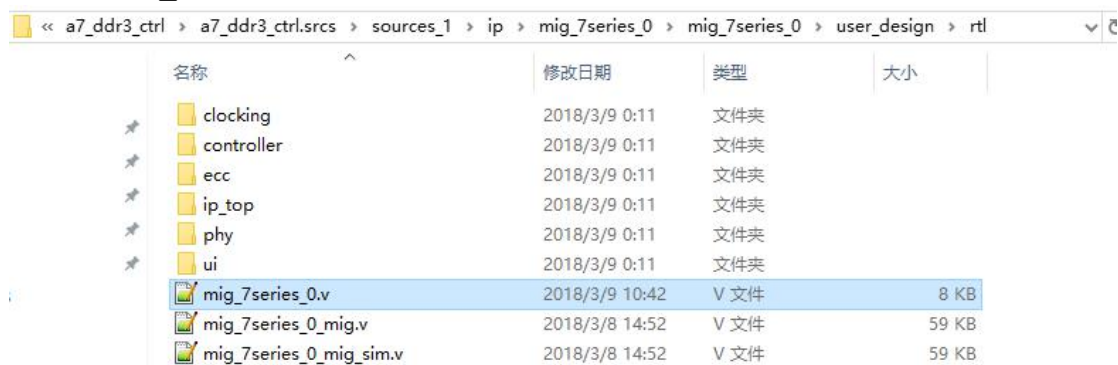 « a7_ddr3_ctrl > a7_ddr3_ctrl.srcs > sources_1 > ip > mig_7series_0 > mig_7series_0 > user_design > rtl
名称 修改日期 类型 大小
clocking 2018/3/9 0:11 文件夹
controller 2018/3/9 0:11 文件夹
ecc 2018/3/9 0:11 文件夹
ip_top 2018/3/9 0:11 文件夹
phy 2018/3/9 0:11 文件夹
ui 2018/3/9 0:11 文件夹
mig_7series_0.v 2018/3/9 10:42 V 文件 8 KB
mig_7series_0_mig.v 2018/3/8 14:52 V 文件 59 KB
mig_7series_0_mig_sim.v 2018/3/8 14:52 V 文件 59 KB